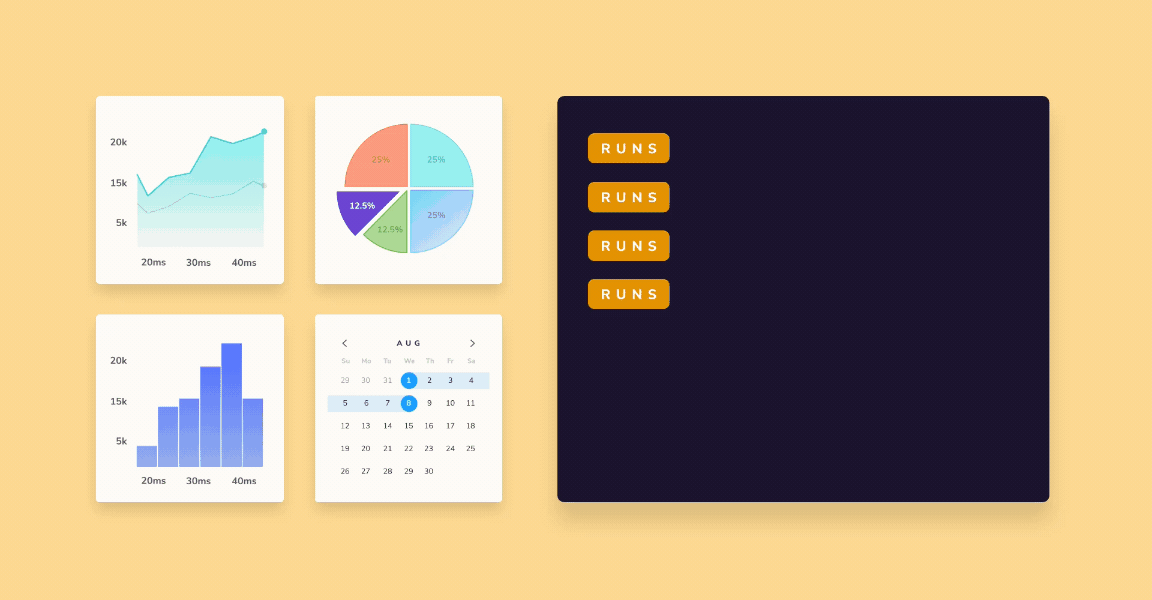 20k
15k
5k
20ms 30ms 40ms
25% 25%
12.5%
12.5% 25%
20k
15k
5k
20ms 30ms 40ms
AUG
Su Mo Tu We Th Fr Sa
29 30 31 1 2 3 4
5 6 7 8 9 10 11
12 13 14 15 16 17 18
19 20 21 22 23 24 25
26 27 28 29 30
RUNS
RUNS
RUNS
RUNS